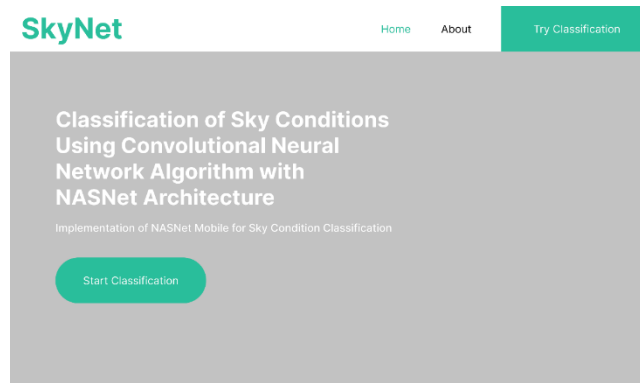 SkyNet
Home About Try Classification
Classification of Sky Conditions
Using Convolutional Neural
Network Algorithm with
NASNet Architecture
Implementation of NASNet Mobile for Sky Condition Classification
Start Classification